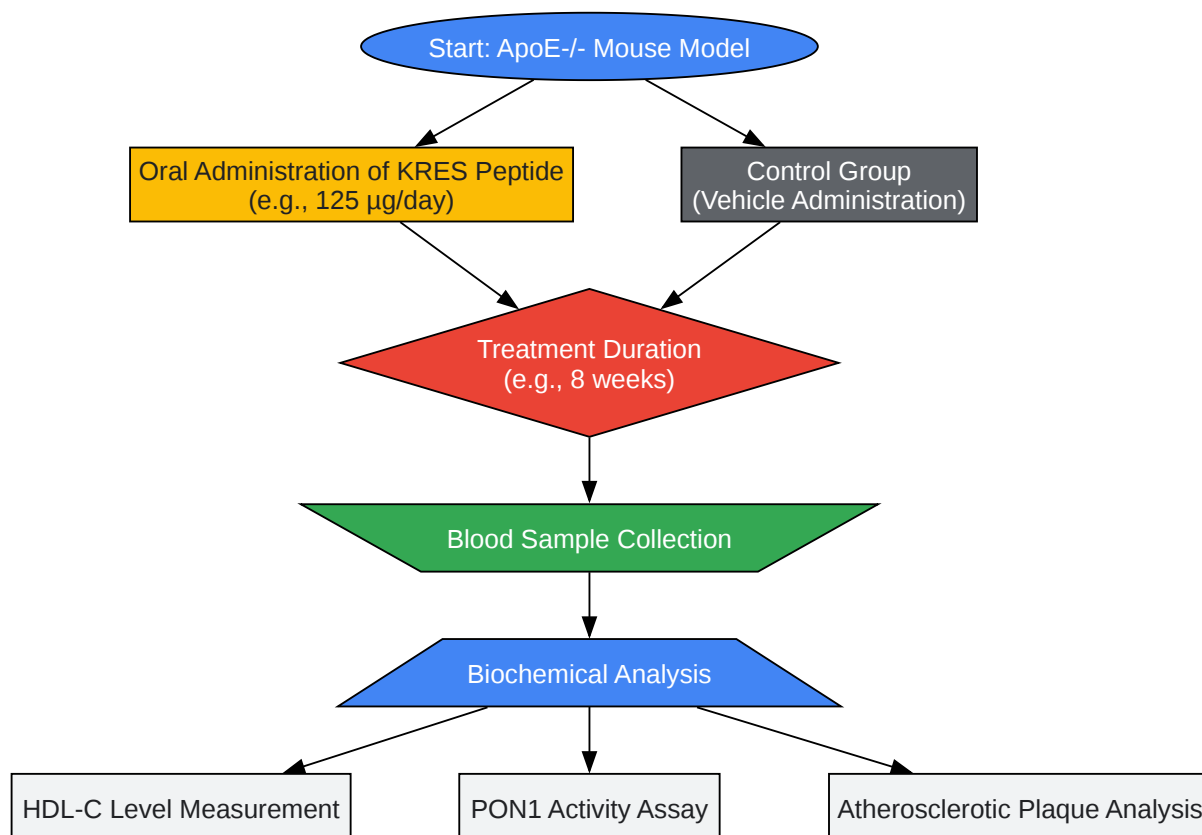 Start: ApoE-/- Mouse Model
Oral Administration of KRES Peptide
(e.g., 125 µg/day)
Control Group
(Vehicle Administration)
Treatment Duration
(e.g., 8 weeks)
Blood Sample Collection
Biochemical Analysis
HDL-C Level Measurement
PON1 Activity Assay
Atherosclerotic Plaque Analysis